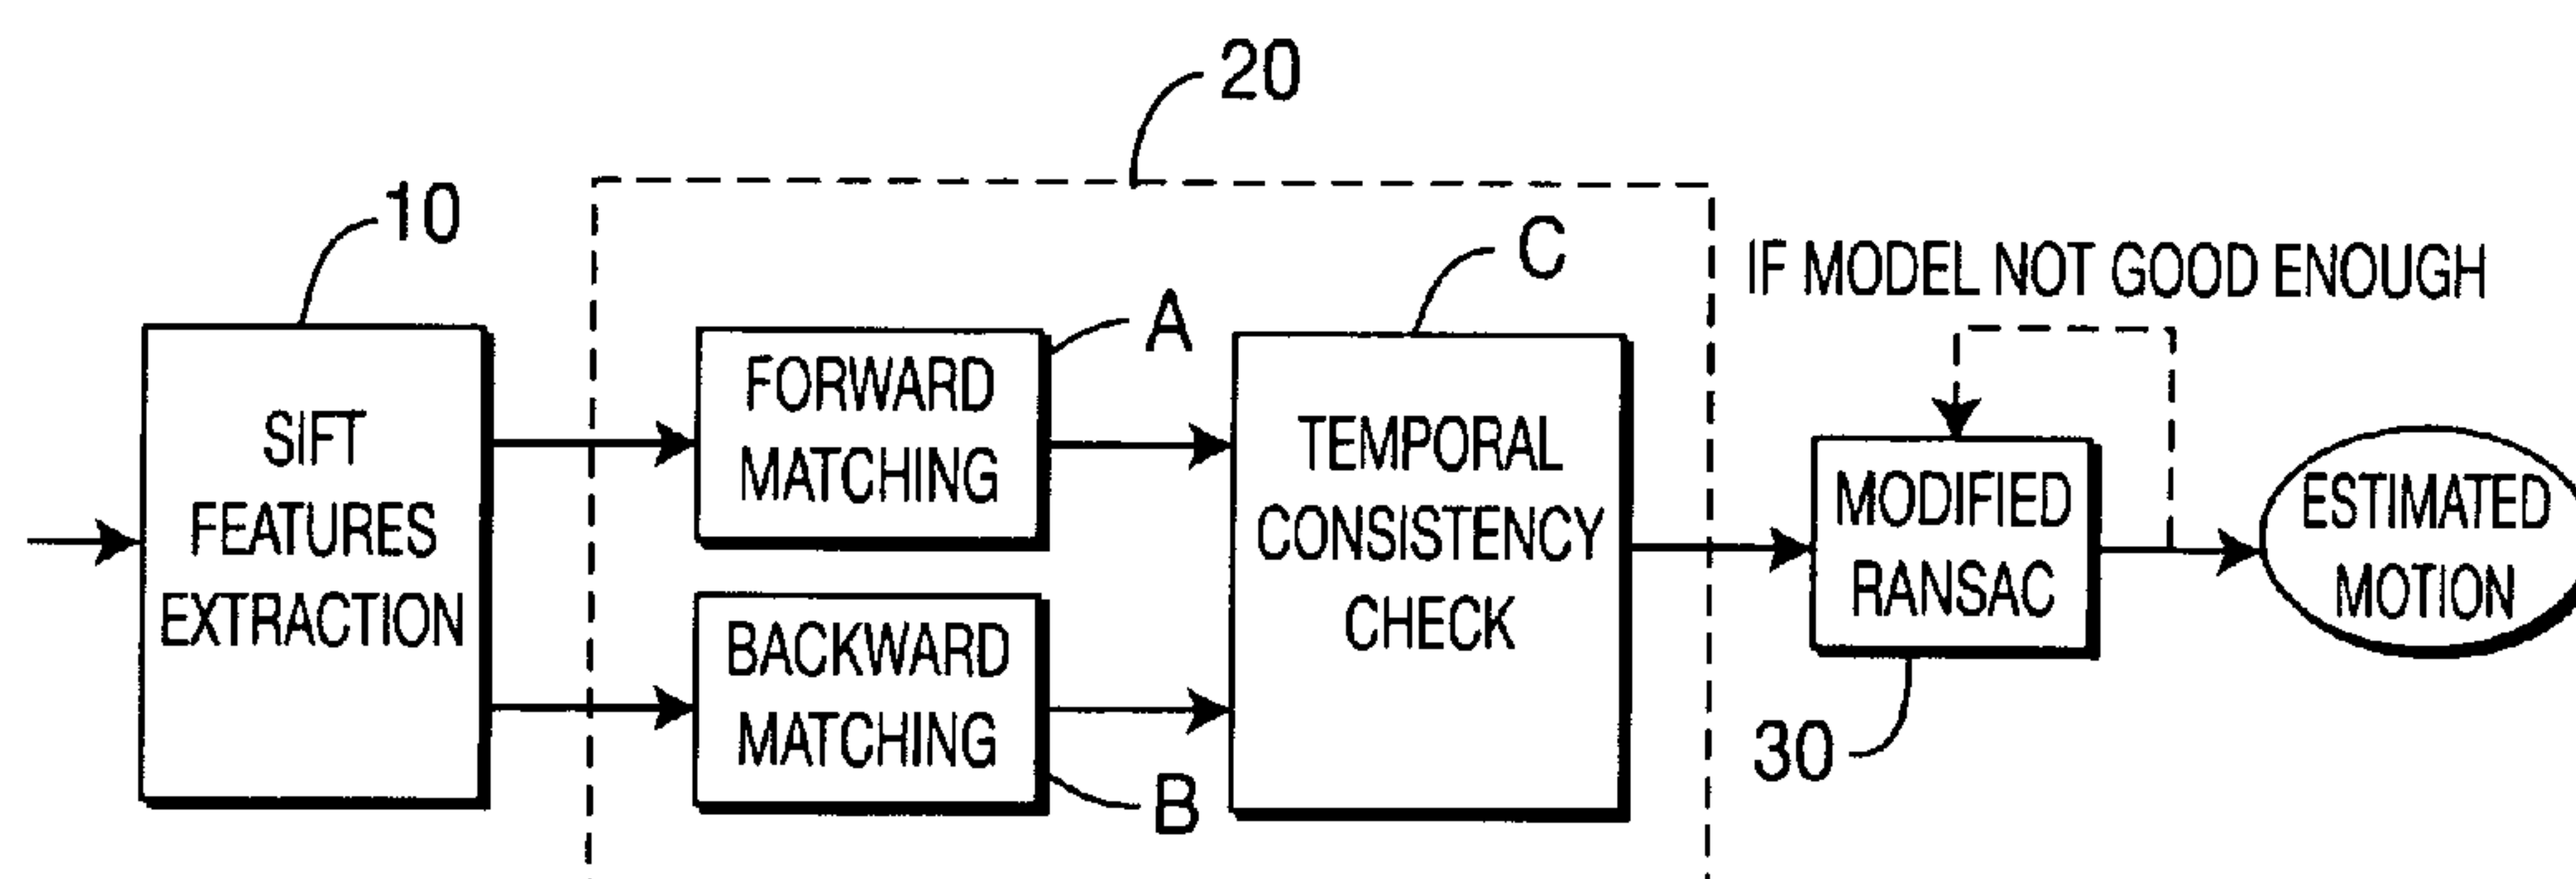 20
10
C
IF MODEL NOT GOOD ENOUGH
A
SIFT
FEATURES
EXTRACTION
FORWARD
MATCHING
TEMPORAL
CONSISTENCY
CHECK
MODIFIED
RANSAC
ESTIMATED
MOTION
BACKWARD
MATCHING
30
B